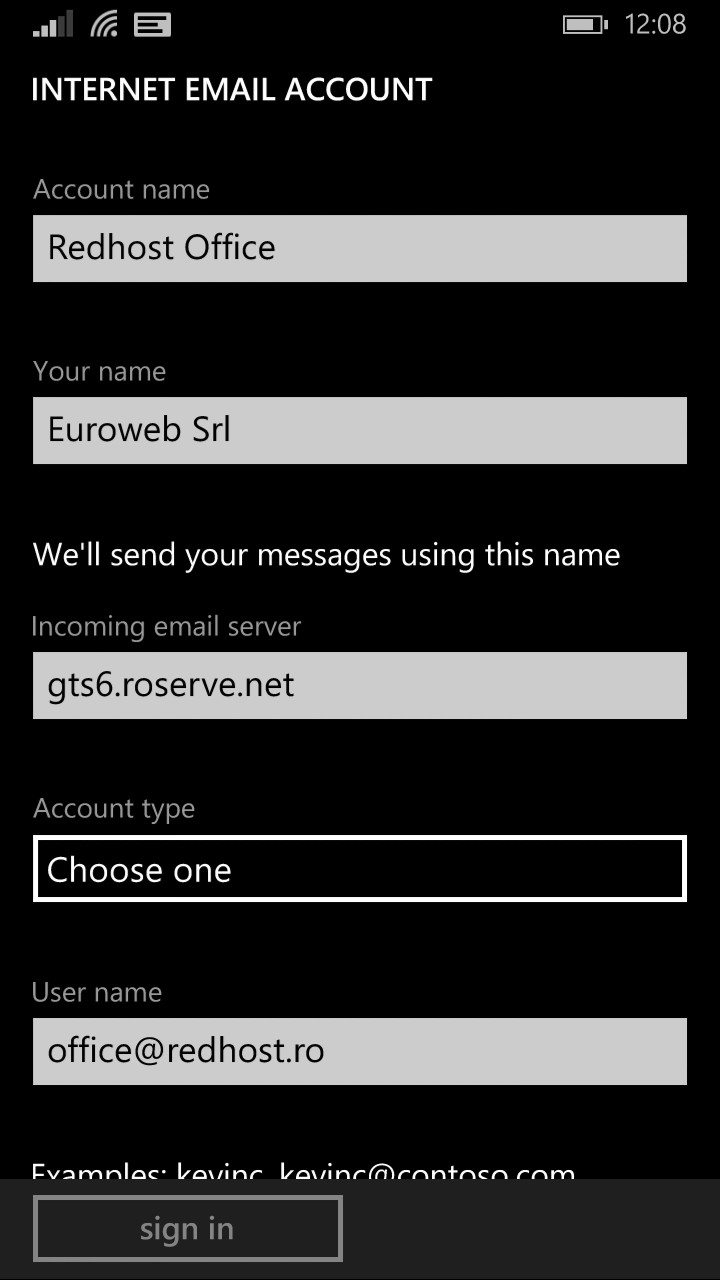 12:08
INTERNET EMAIL ACCOUNT
Account name
Redhost Office
Your name
Euroweb Srl
We'll send your messages using this name
Incoming email server
gts6.roserve.net
Account type
Choose one
User name
office@redhost.ro
Examples: kevinc, kevinc@contoso.com
sign in